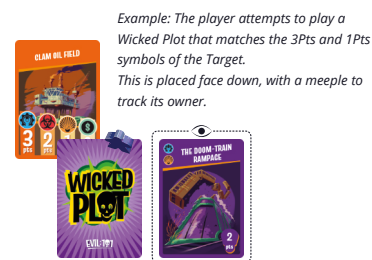 Example: The player attempts to play a
Wicked Plot that matches the 3Pts and 1Pts
symbols of the Target.
This is placed face down, with a meeple to
track its owner.
CLAM OIL FIELD
3
pts
2
pts
$
WICKED
PLOT
THE DOOM-TRAIN
RAMPAGE
2
pts